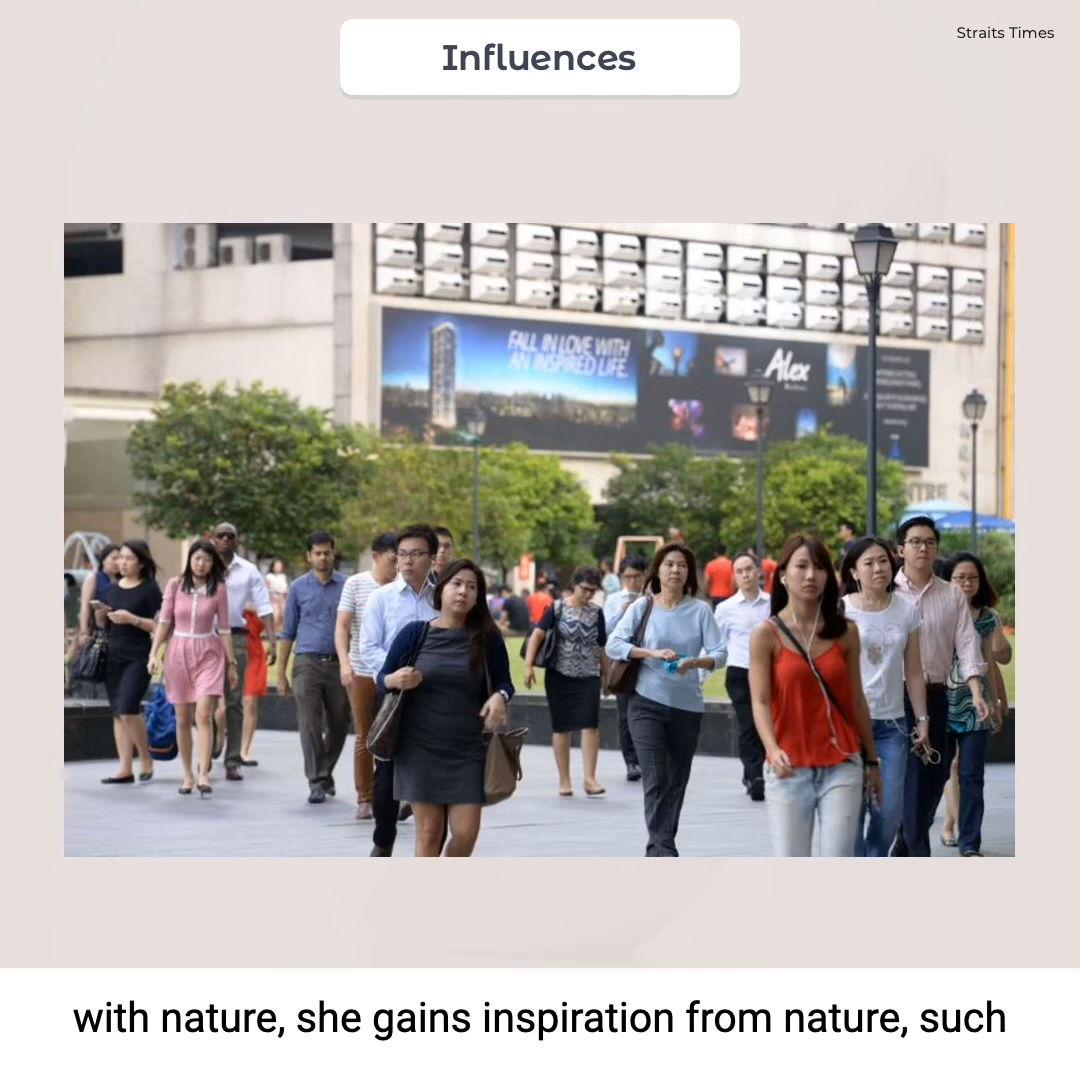 Influences
Straits Times
FALL IN LOVE WITH
AN INSPIRED LIFE.
Alex
NTRE
with nature, she gains inspiration from nature, such